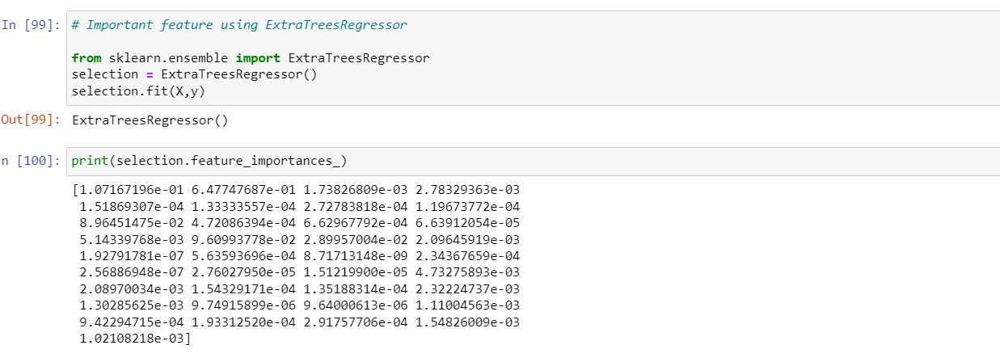 In [99]: # Important feature using ExtraTreesRegressor
from sklearn.ensemble import ExtraTreesRegressor
selection = ExtraTreesRegressor()
selection.fit(X,y)
Out[99]: ExtraTreesRegressor()
n [100]: print(selection.feature_importances_)
[1.07167196e-01 6.47747687e-01 1.73826809e-03 2.78329363e-03
1.51869307e-04 1.33333557e-04 2.72783818e-04 1.19673772e-04
8.96451475e-02 4.72086394e-04 6.62967792e-04 6.63912054e-05
5.14339768e-03 9.60993778e-02 2.89957004e-02 2.09645919e-03
1.92791781e-07 5.63593696e-04 8.71713148e-09 2.34367659e-04
2.56886948e-07 2.76027950e-05 1.51219900e-05 4.73275893e-03
2.08970034e-03 1.54329171e-04 1.35188314e-04 2.32224737e-03
1.30285625e-03 9.74915899e-06 9.64000613e-06 1.11004563e-03
9.42294715e-04 1.93312520e-04 2.91757706e-04 1.54826009e-03
1.02108218e-03]